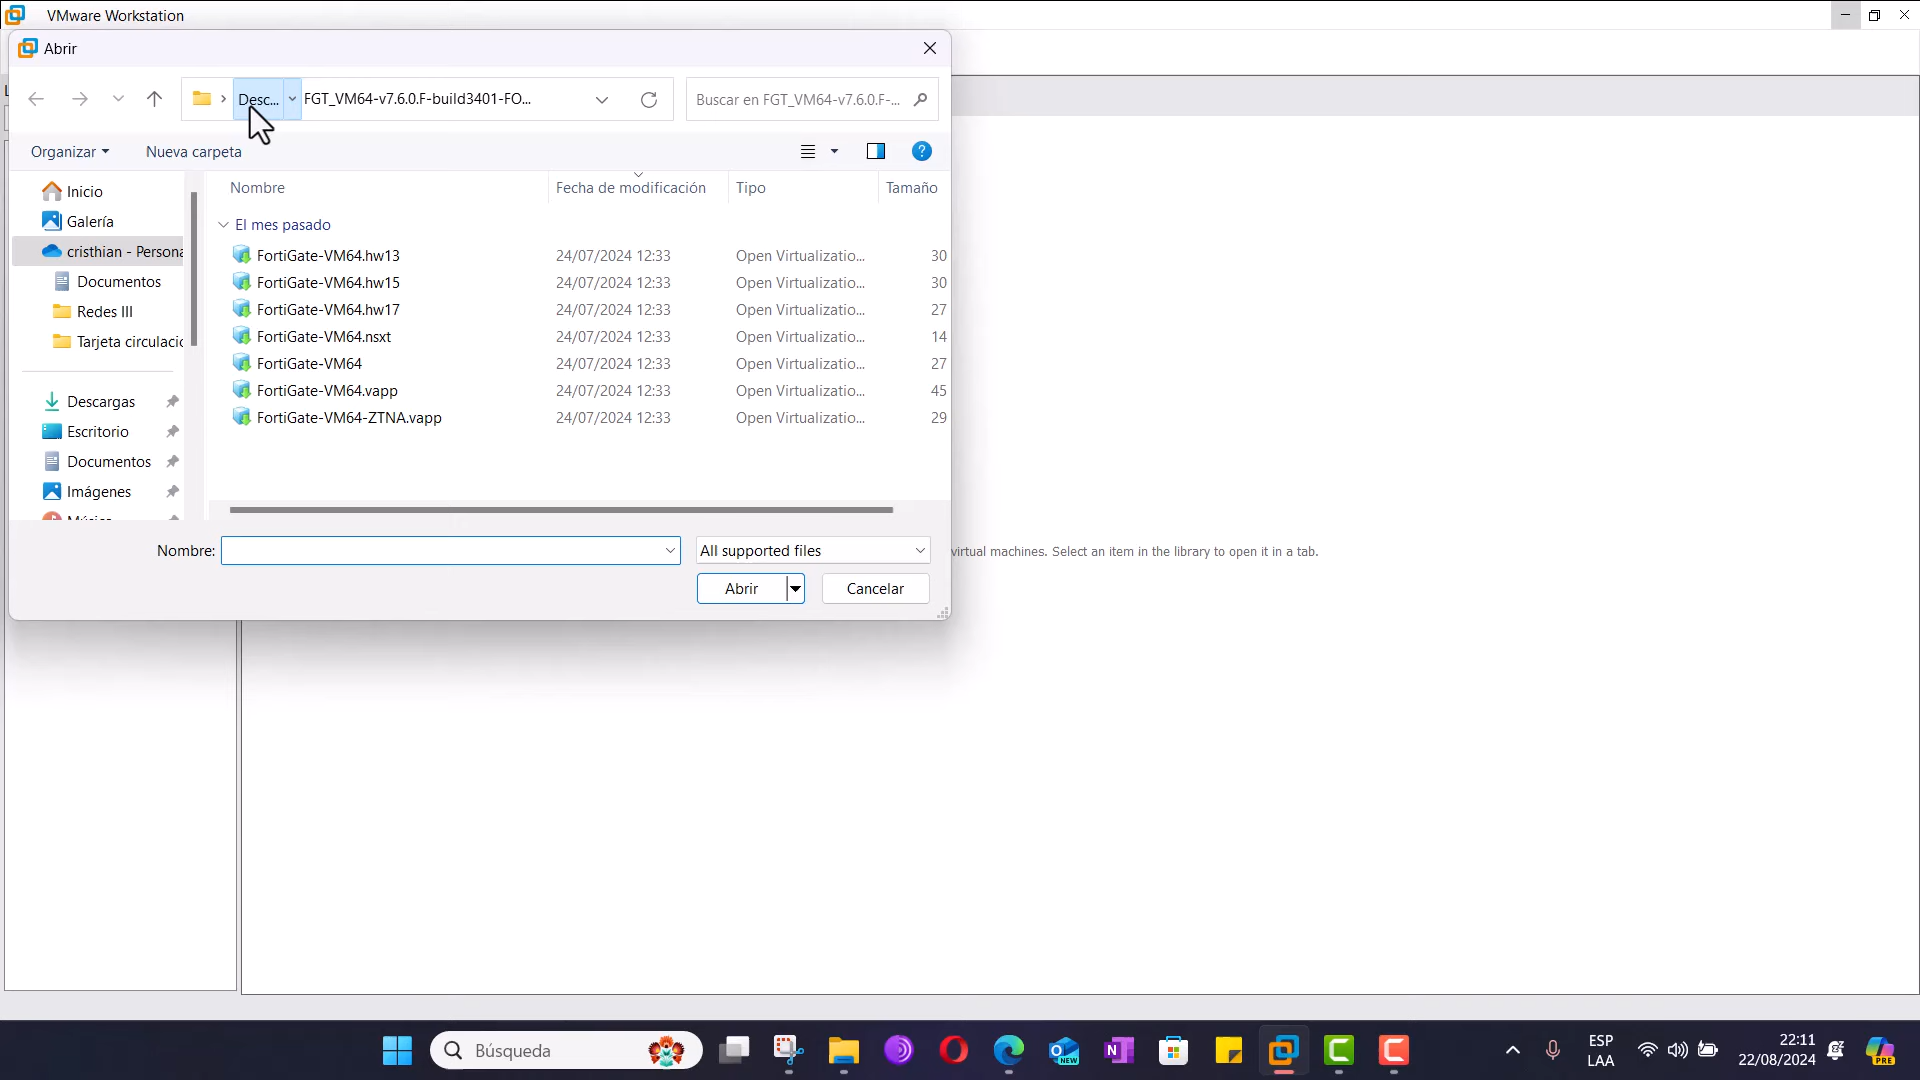 VMware Workstation
Abrir
Desc... FGT_VM64-v7.6.0.F-build3401-FO...
Buscar en FGT_VM64-v7.6.0.F-...
Organizar
Nueva carpeta
Inicio
Galería
cristhian - Persona
Documentos
Redes III
Tarjeta circulació
Descargas
Escritorio
Documentos
Imágenes
Nombre Fecha de modificación Tipo Tamaño
El mes pasado
FortiGate-VM64.hw13 24/07/2024 12:33 Open Virtualizatio... 30
FortiGate-VM64.hw15 24/07/2024 12:33 Open Virtualizatio... 30
FortiGate-VM64.hw17 24/07/2024 12:33 Open Virtualizatio... 27
FortiGate-VM64.nsxt 24/07/2024 12:33 Open Virtualizatio... 14
FortiGate-VM64 24/07/2024 12:33 Open Virtualizatio... 27
FortiGate-VM64.vapp 24/07/2024 12:33 Open Virtualizatio... 45
FortiGate-VM64-ZTNA.vapp 24/07/2024 12:33 Open Virtualizatio... 29
Nombre:
All supported files
Abrir
Cancelar
virtual machines. Select an item in the library to open it in a tab.
Búsqueda
NEW
ESP
LAA
22:11
22/08/2024
PRE